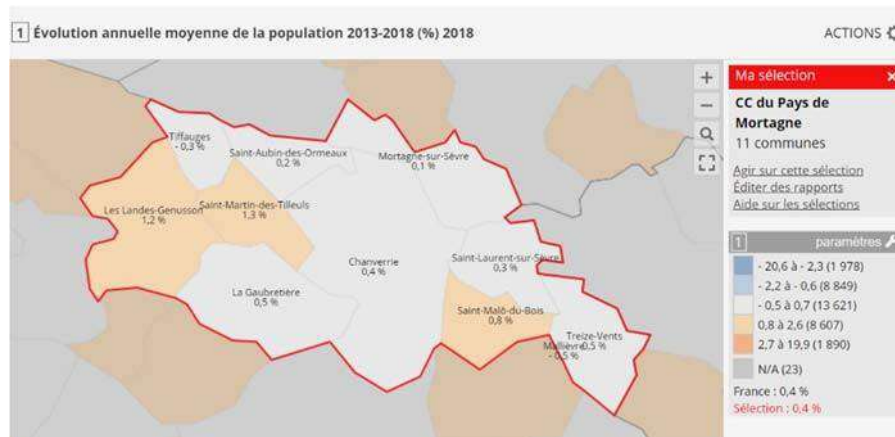 1 Évolution annuelle moyenne de la population 2013-2018 (%) 2018
ACTIONS
Tiffauges
- 0,3 %
Saint-Aubin-des-Ormeaux
0,2 %
Mortagne-sur-Sèvre
0,1 %
Les Landes-Genusson
1,2 %
Saint-Martin-des-Tilleuls
1,3 %
Chanverrie
0,4 %
Saint-Laurent-sur-Sèvre
0,3 %
La Gaubretière
0,5 %
Saint-Malô-du-Bois
0,8 %
Treize-Vents
0,5 %
Mallièvre
- 0,5 %
+
−
Ma sélection ×
CC du Pays de
Mortagne
11 communes
Agir sur cette sélection
Éditer des rapports
Aide sur les sélections
1 paramètres
- 20,6 à - 2,3 (1 978)
- 2,2 à - 0,6 (8 849)
- 0,5 à 0,7 (13 621)
0,8 à 2,6 (8 607)
2,7 à 19,9 (1 890)
N/A (23)
France : 0,4 %
Sélection : 0,4 %